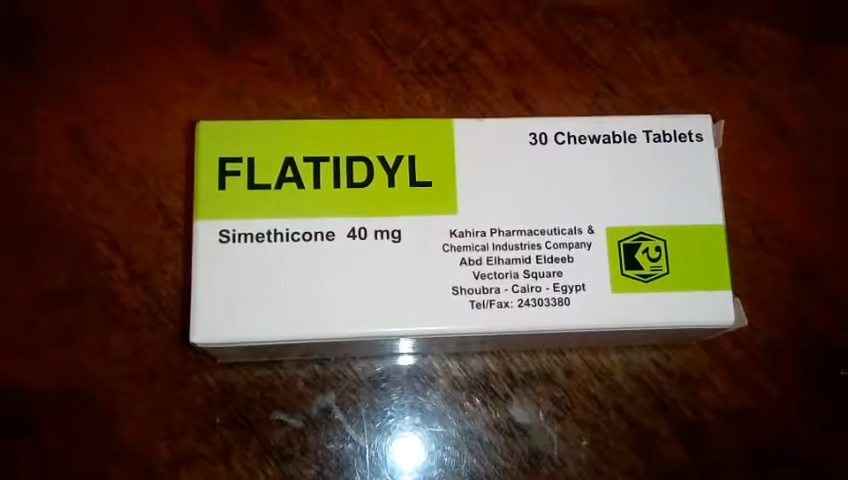 FLATIDYL
30 Chewable Tablets
Simethicone 40 mg
Kahira Pharmaceuticals &
Chemical Industries Company
Abd Elhamid Eldeeb
Vectoria Square
Shoubra - Cairo - Egypt
Tel/Fax: 24303380